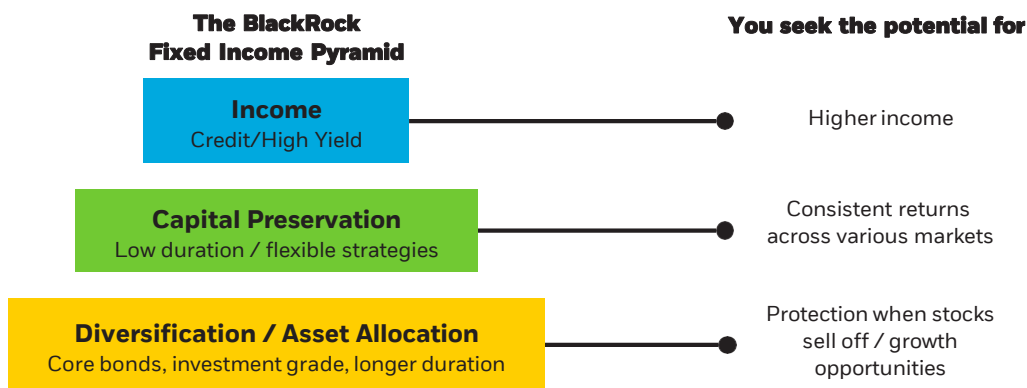 The BlackRock
Fixed Income Pyramid
You seek the potential for
Income
Credit/High Yield
Higher income
Capital Preservation
Low duration / flexible strategies
Consistent returns
across various markets
Diversification / Asset Allocation
Core bonds, investment grade, longer duration
Protection when stocks
sell off / growth
opportunities